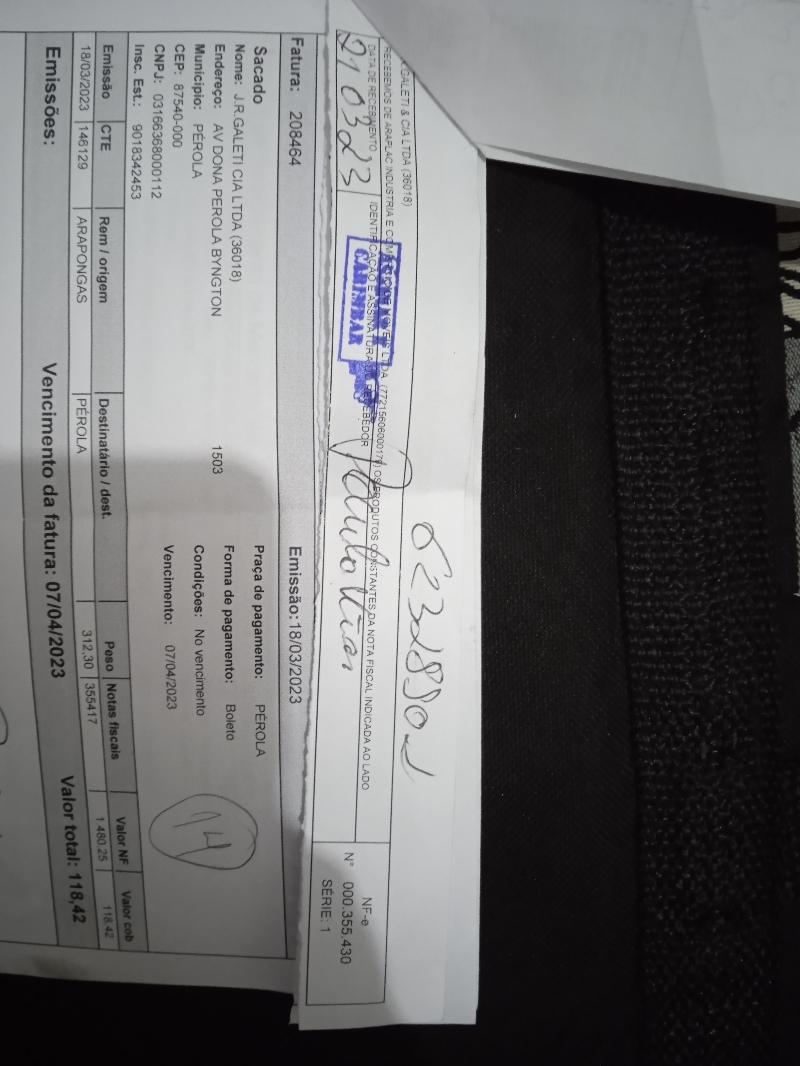 GALETI & CIA LTDA (36018)
RECEBEMOS DE ARAPLAC INDUSTRIA E COMERCIO DE MOVEIS LTDA (77215606000179) OS PRODUTOS CONSTANTES DA NOTA FISCAL INDICADA AO LADO
DATA DE RECEBIMENTO IDENTIFICAÇÃO E ASSINATURA DO RECEBEDOR
21 03 23
CARIMBAR
NF-e
N° 000.355.430
SÉRIE: 1
Fatura: 208464 Emissão: 18/03/2023
Sacado
Nome: J.R.GALETI CIA LTDA (36018) Praça de pagamento: PÉROLA
Endereço: AV DONA PEROLA BYNGTON 1503 Forma de pagamento: Boleto
Município: PÉROLA Condições: No vencimento
CEP: 87540-000 Vencimento: 07/04/2023
CNPJ: 03166368000112
Insc. Est.: 9018342453
14
Emissão CTE Rem / origem Destinatário / dest. Peso Notas fiscais Valor NF Valor cob
18/03/2023 146129 ARAPONGAS PÉROLA 312,30 355417 1.480,25 118,42
Emissões: Vencimento da fatura: 07/04/2023 Valor total: 118,42